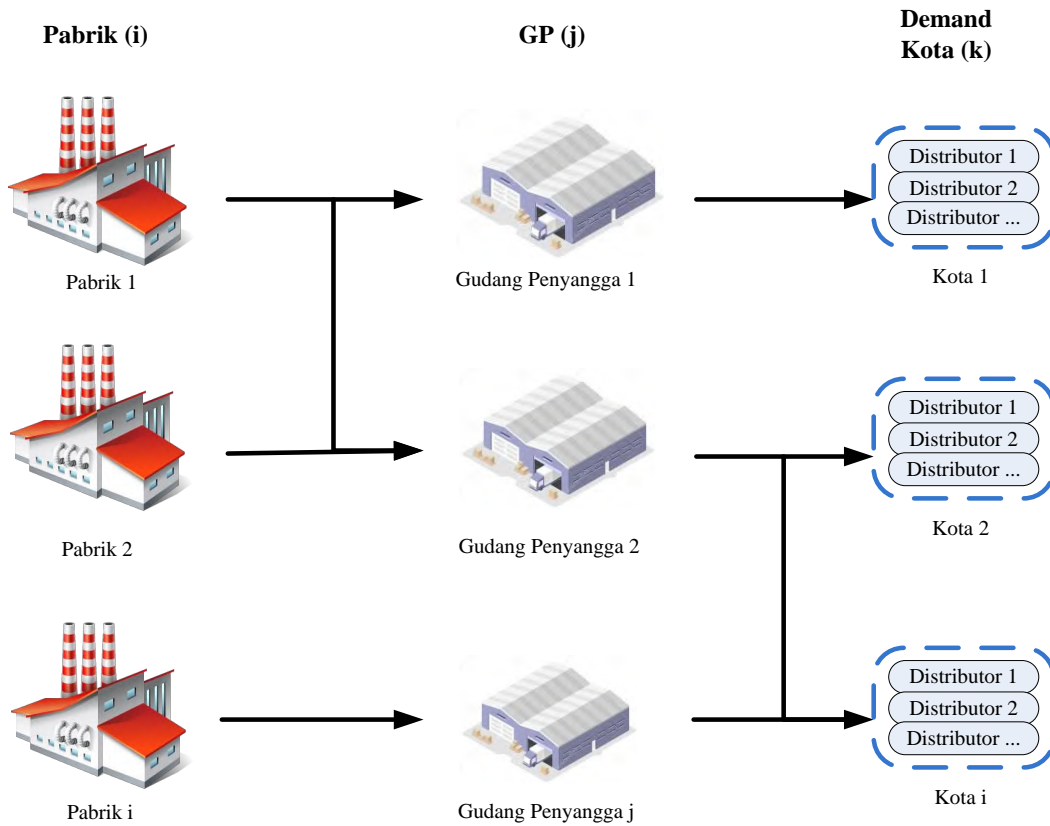 Pabrik (i)
GP (j)
Demand
Kota (k)
Distributor 1
Distributor 2
Distributor ...
Pabrik 1
Gudang Penyangga 1
Kota 1
Distributor 1
Distributor 2
Distributor ...
Pabrik 2
Gudang Penyangga 2
Kota 2
Distributor 1
Distributor 2
Distributor ...
Pabrik i
Gudang Penyangga j
Kota i